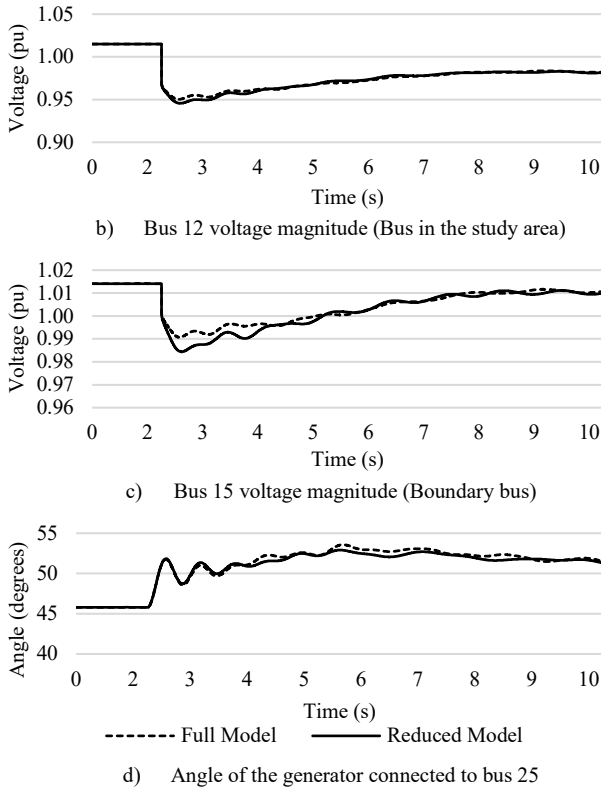 1.05
1.00
0.95
0.90
Voltage (pu)
0 1 2 3 4 5 6 7 8 9 10
Time (s)
b) Bus 12 voltage magnitude (Bus in the study area)
1.02
1.01
1.00
0.99
0.98
0.97
0.96
Voltage (pu)
0 1 2 3 4 5 6 7 8 9 10
Time (s)
c) Bus 15 voltage magnitude (Boundary bus)
55
50
45
40
Angle (degrees)
0 1 2 3 4 5 6 7 8 9 10
Time (s)
Full Model Reduced Model
d) Angle of the generator connected to bus 25